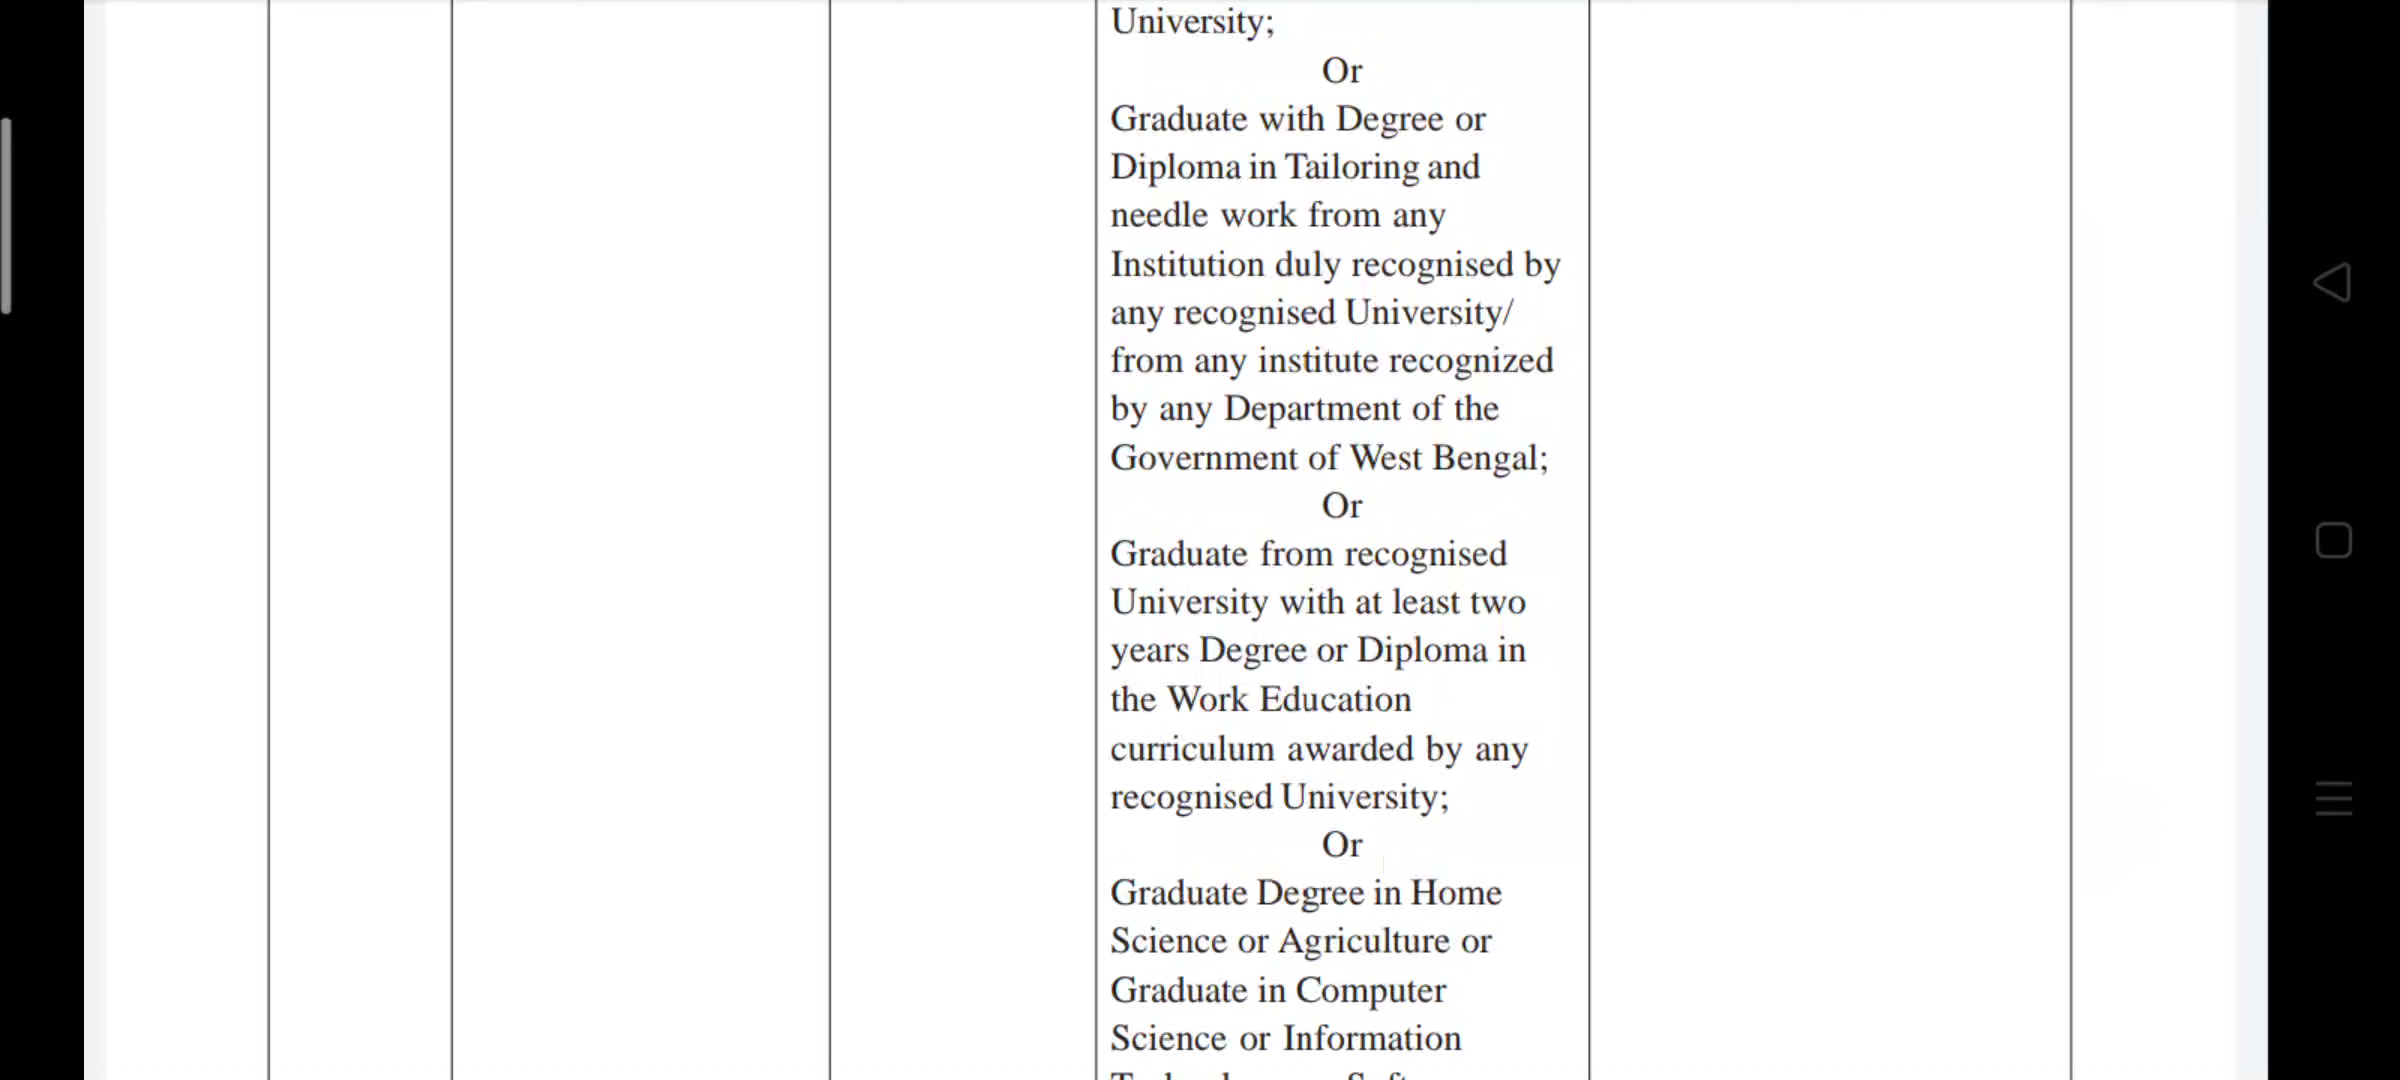 University;
Or
Graduate with Degree or
Diploma in Tailoring and
needle work from any
Institution duly recognised by
any recognised University/
from any institute recognized
by any Department of the
Government of West Bengal;
Or
Graduate from recognised
University with at least two
years Degree or Diploma in
the Work Education
curriculum awarded by any
recognised University;
Or
Graduate Degree in Home
Science or Agriculture or
Graduate in Computer
Science or Information